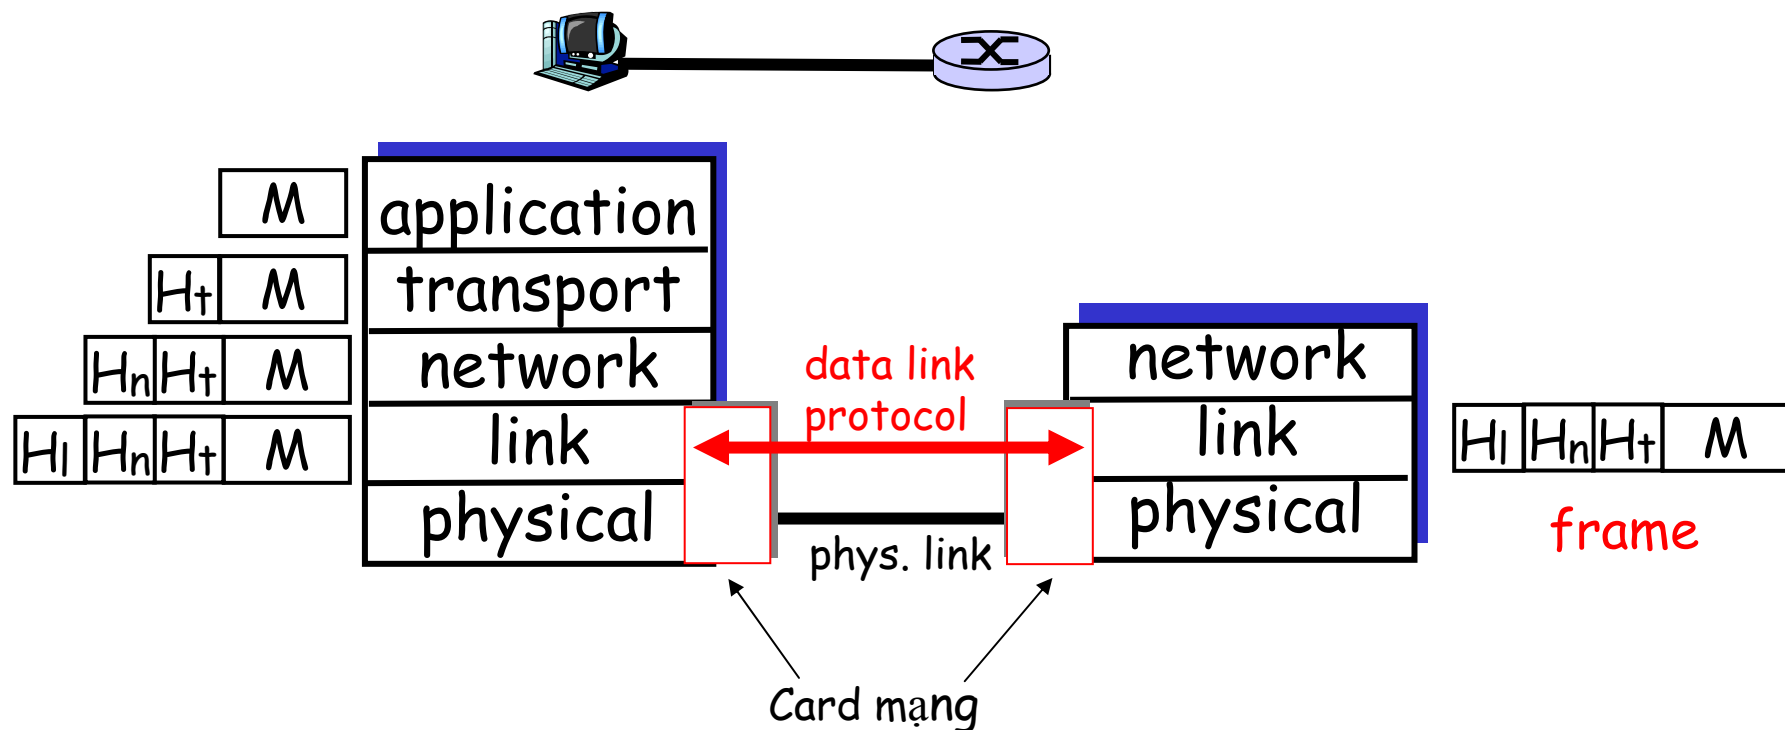 M
application
Ht M
transport
Hn Ht M
network
Hl Hn Ht M
link
physical
data link
protocol
phys. link
network
link
physical
Hl Hn Ht M
frame
Card mạng